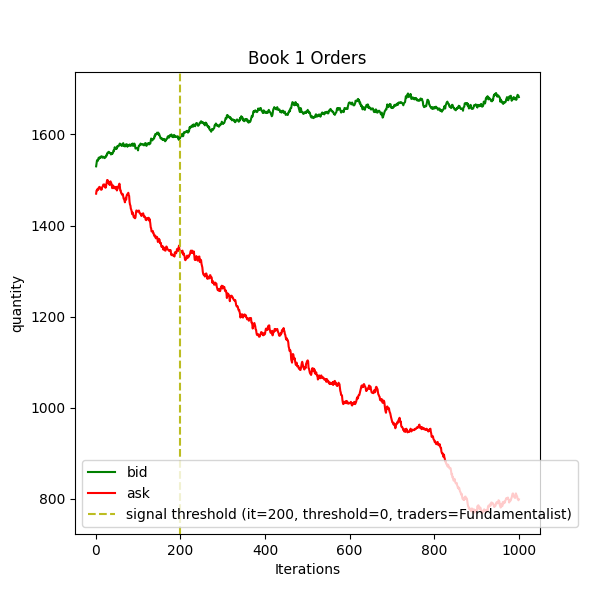 Book 1 Orders
quantity
1600
1400
1200
1000
800
bid
ask
signal threshold (it=200, threshold=0, traders=Fundamentalist)
0 200 400 600 800 1000
Iterations